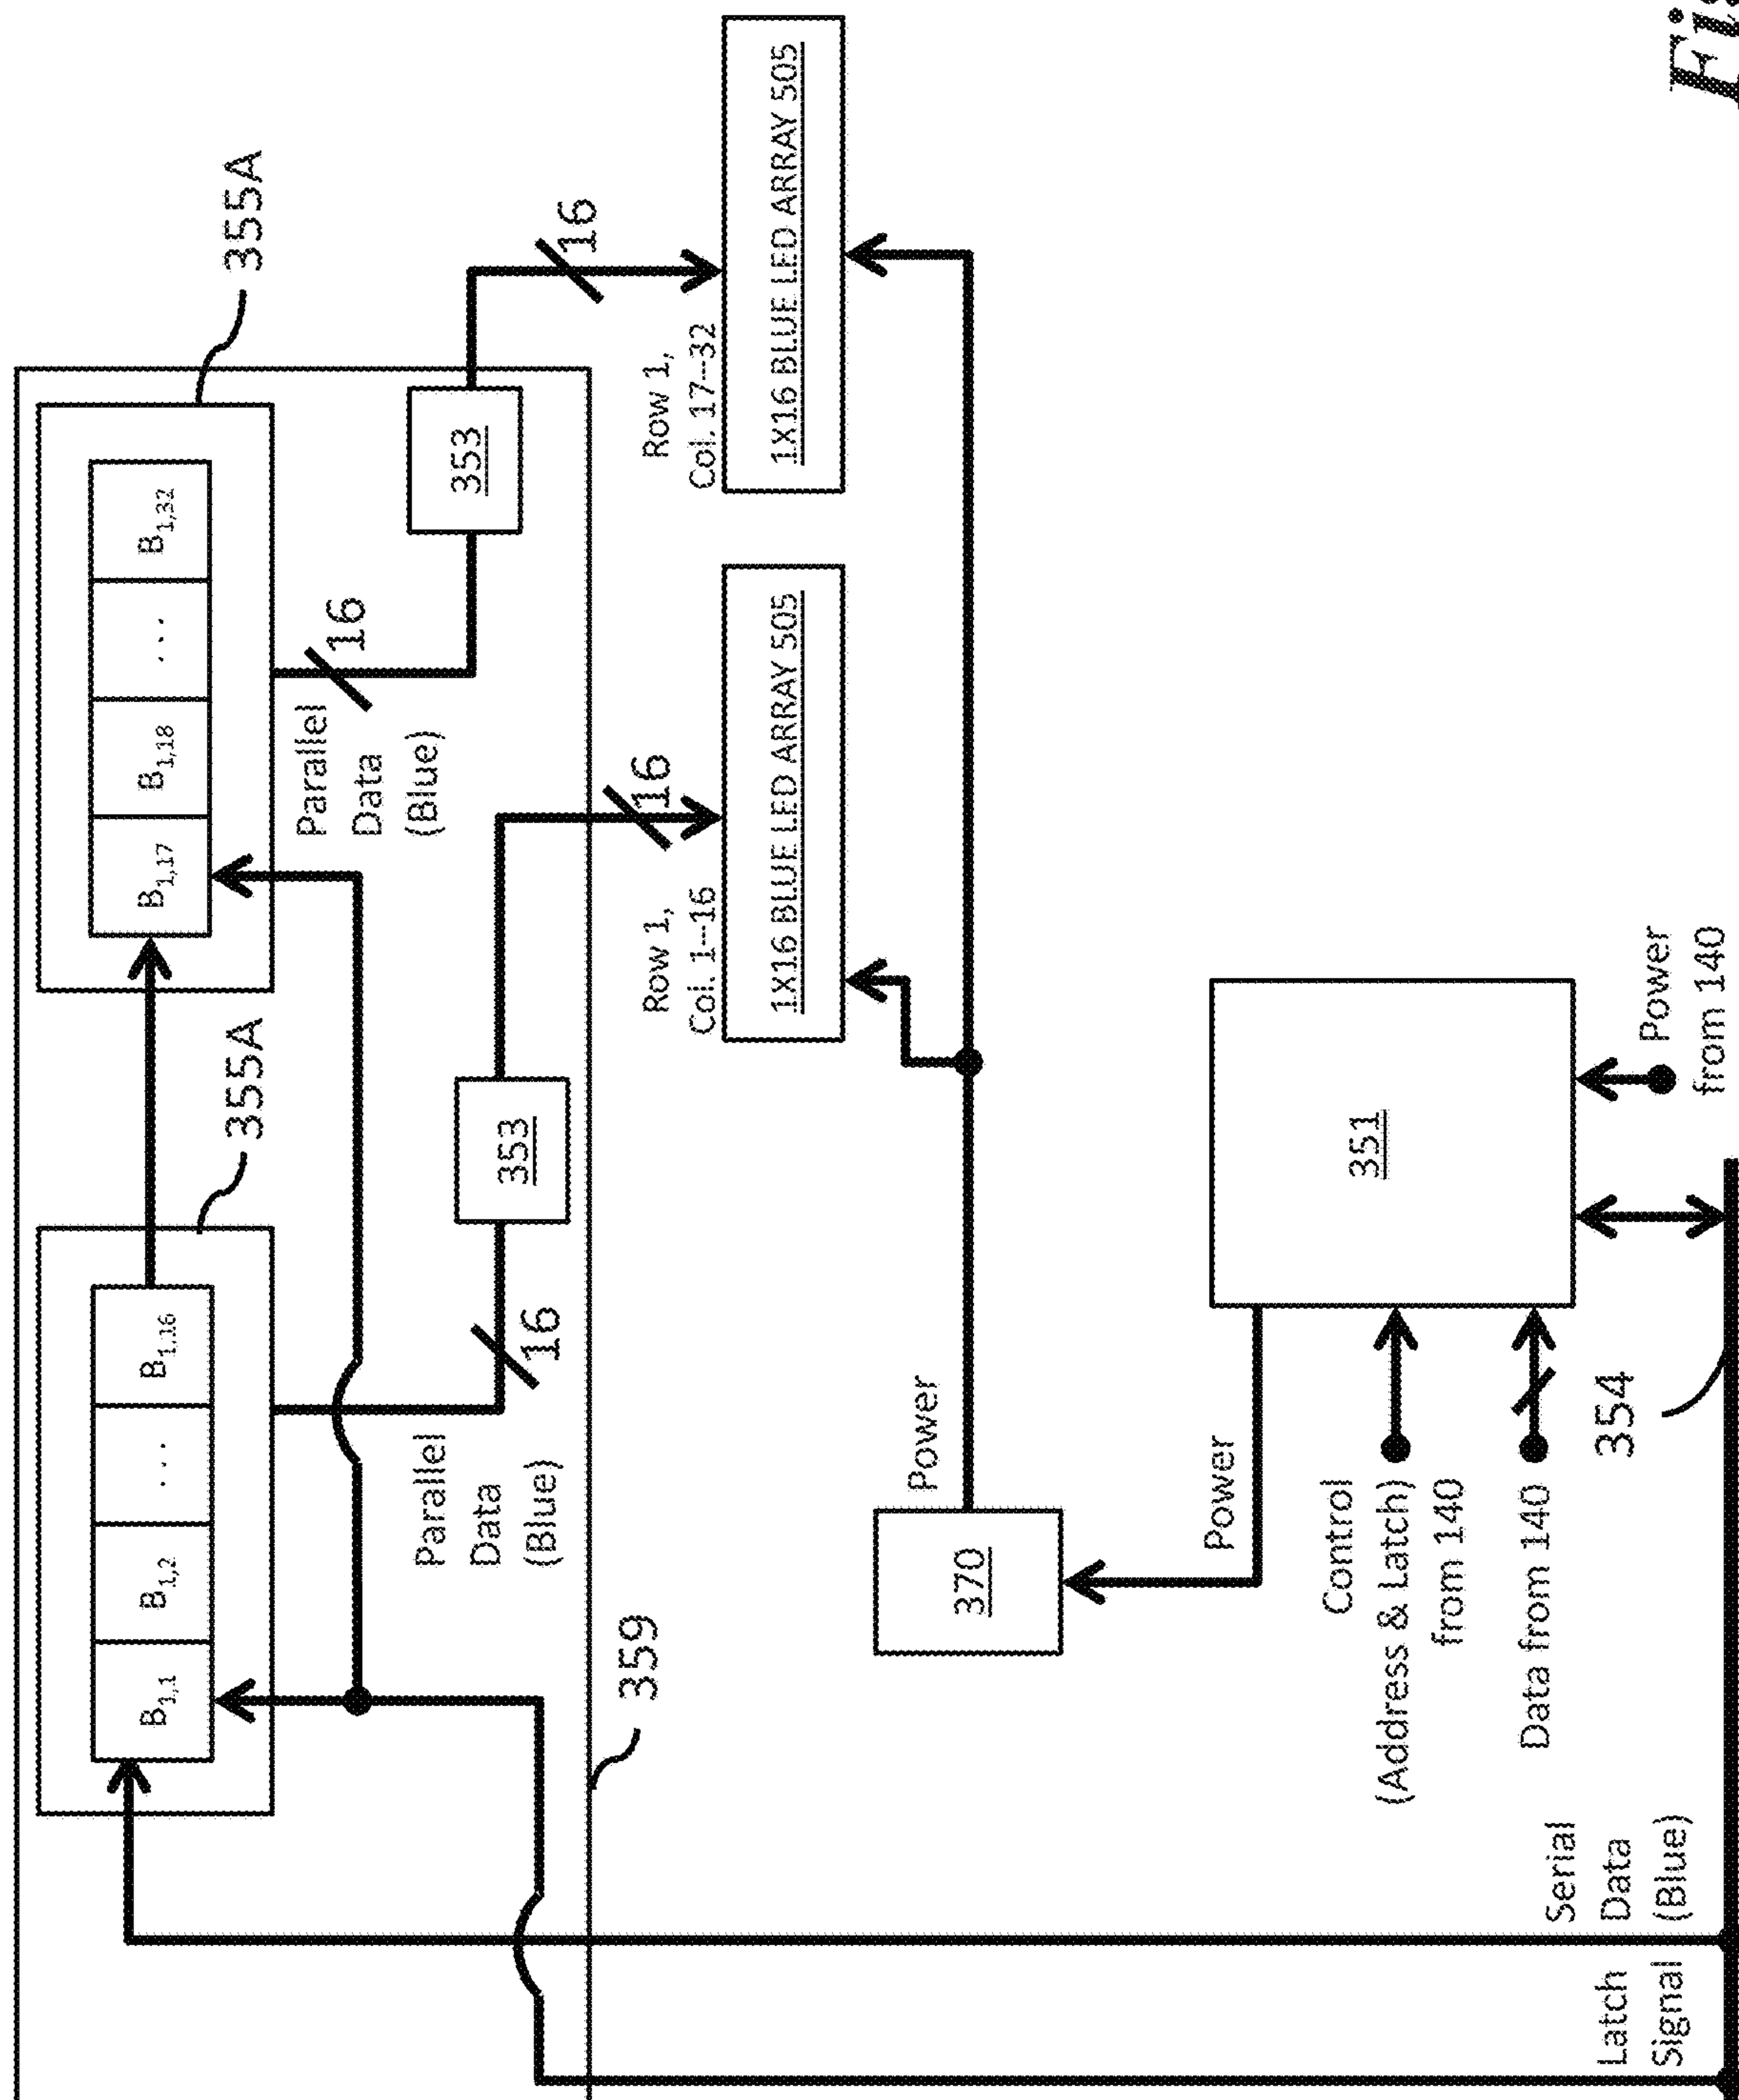 355A
355A
B1,1
B1,2
...
B1,16
B1,17
B1,18
...
B1,32
Parallel
Data
(Blue)
16
353
Parallel
Data
(Blue)
16
353
16
16
359
Row 1,
Col. 1--16
1X16 BLUE LED ARRAY 505
Row 1,
Col. 17--32
1X16 BLUE LED ARRAY 505
370
Power
Power
351
Control
(Address & Latch)
from 140
Data from 140
Power
from 140
354
Serial
Data
(Blue)
Latch
Signal